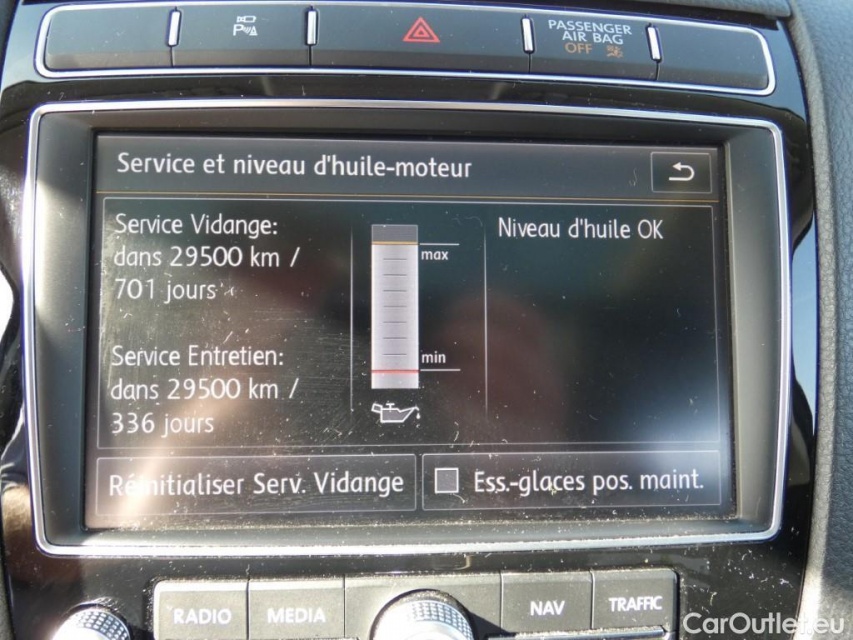 P
PASSENGER
AIR BAG
OFF
Service et niveau d'huile-moteur
Service Vidange:
dans 29500 km /
701 jours
Service Entretien:
dans 29500 km /
336 jours
max
min
Niveau d'huile OK
Réinitialiser Serv. Vidange
Ess.-glaces pos. maint.
RADIO
MEDIA
NAV
TRAFFIC
CarOutlet.eu